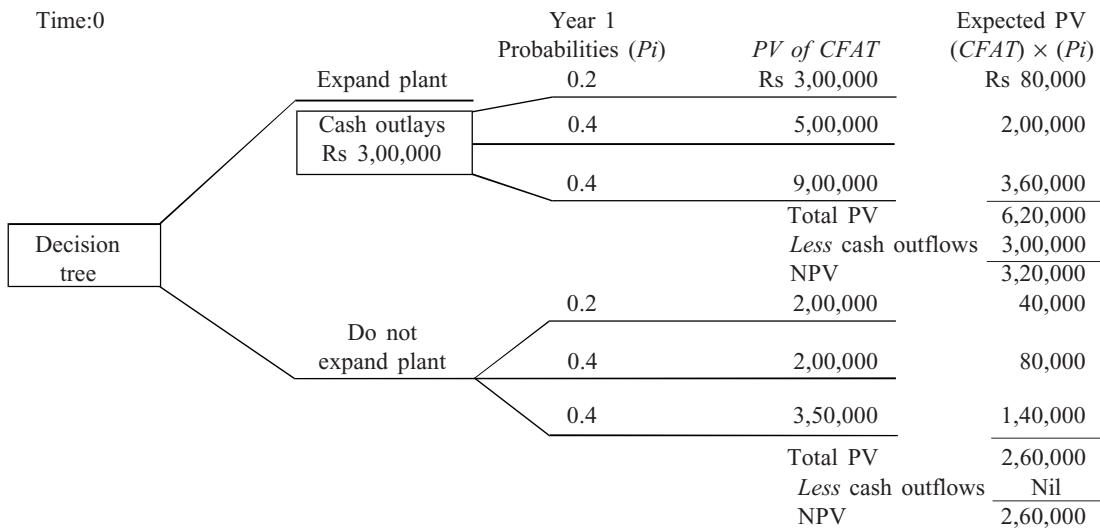 Time:0 Year 1 Expected PV
Probabilities (Pi) PV of CFAT (CFAT) × (Pi)
Expand plant 0.2 Rs 3,00,000 Rs 80,000
Cash outlays 0.4 5,00,000 2,00,000
Rs 3,00,000
0.4 9,00,000 3,60,000
Total PV 6,20,000
Decision Less cash outflows 3,00,000
tree NPV 3,20,000
0.2 2,00,000 40,000
Do not
expand plant 0.4 2,00,000 80,000
0.4 3,50,000 1,40,000
Total PV 2,60,000
Less cash outflows Nil
NPV 2,60,000